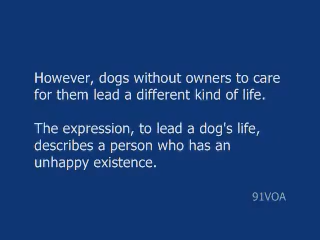 However, dogs without owners to care
for them lead a different kind of life.
The expression, to lead a dog's life,
describes a person who has an
unhappy existence.
91VOA